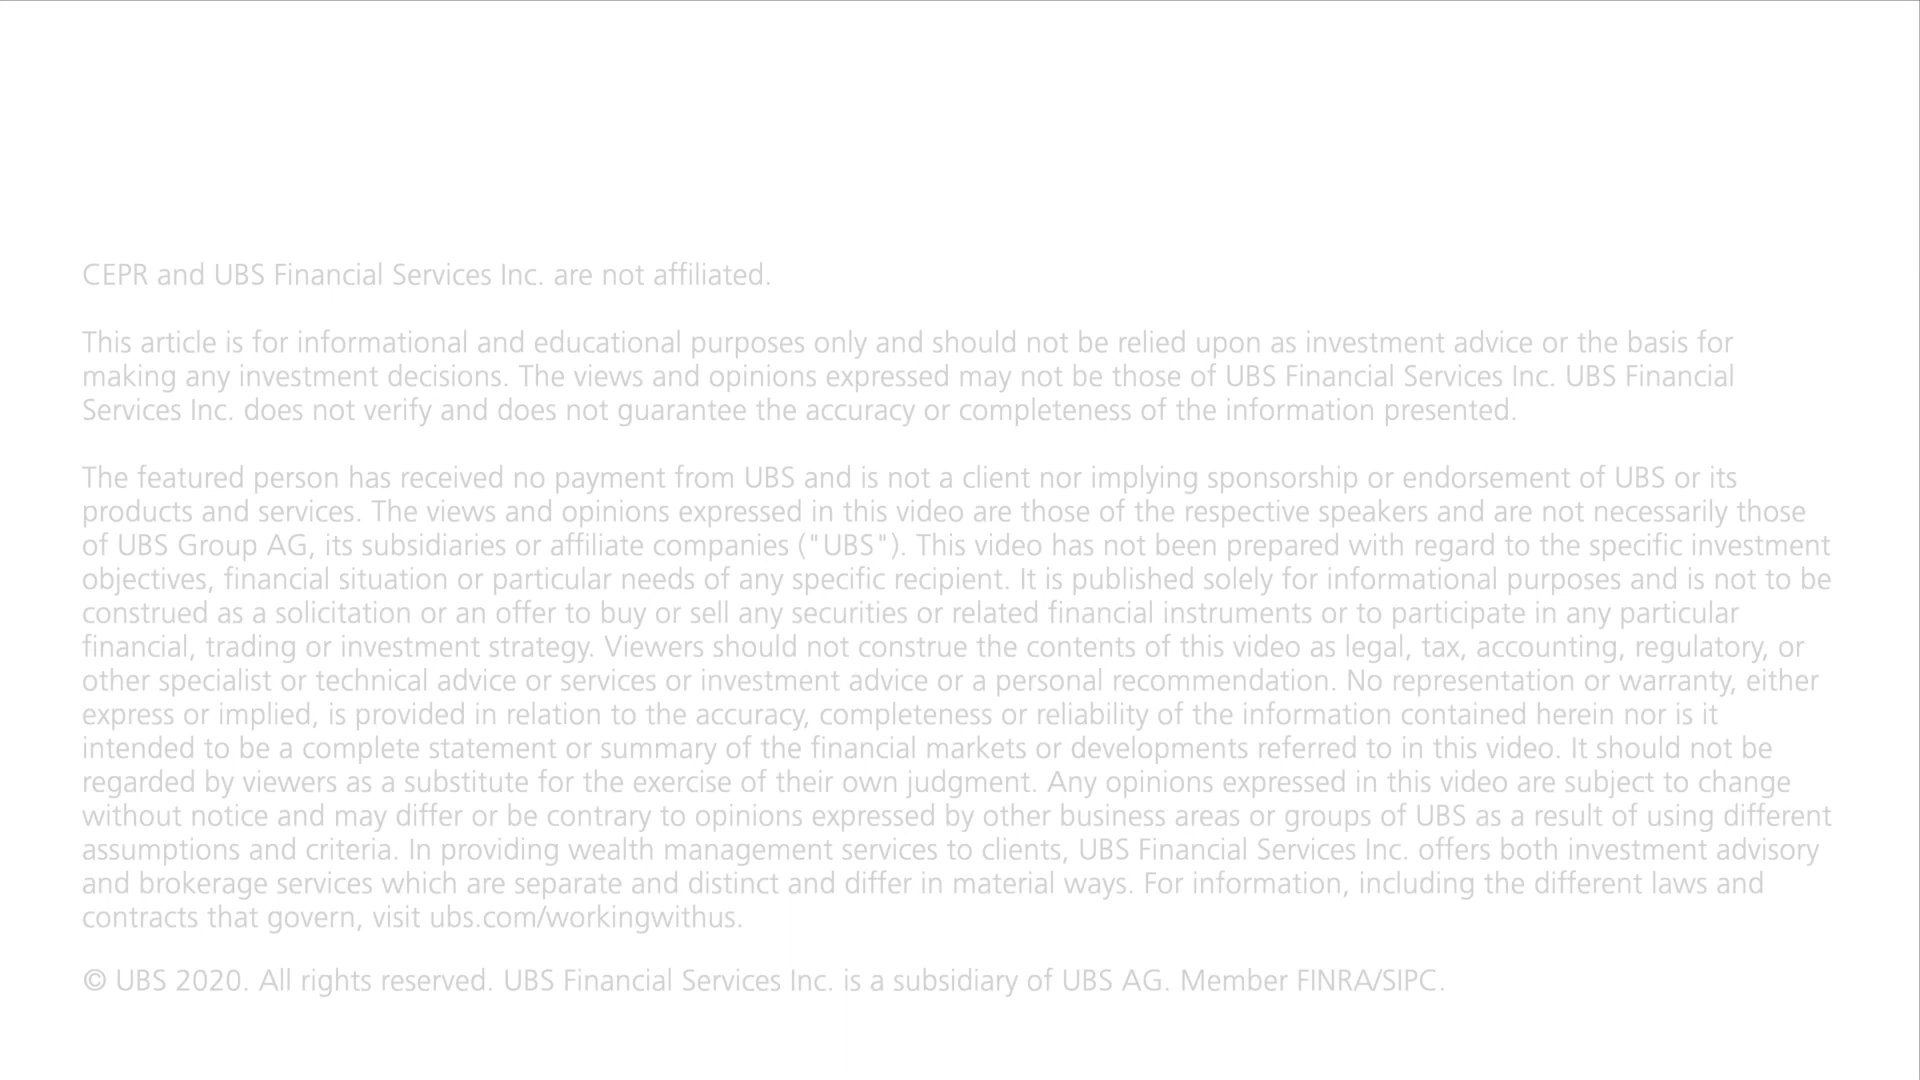 CEPR and UBS Financial Services Inc. are not affiliated.
This article is for informational and educational purposes only and should not be relied upon as investment advice or the basis for
making any investment decisions. The views and opinions expressed may not be those of UBS Financial Services Inc. UBS Financial
Services Inc. does not verify and does not guarantee the accuracy or completeness of the information presented.
The featured person has received no payment from UBS and is not a client nor implying sponsorship or endorsement of UBS or its
products and services. The views and opinions expressed in this video are those of the respective speakers and are not necessarily those
of UBS Group AG, its subsidiaries or affiliate companies ("UBS"). This video has not been prepared with regard to the specific investment
objectives, financial situation or particular needs of any specific recipient. It is published solely for informational purposes and is not to be
construed as a solicitation or an offer to buy or sell any securities or related financial instruments or to participate in any particular
financial, trading or investment strategy. Viewers should not construe the contents of this video as legal, tax, accounting, regulatory, or
other specialist or technical advice or services or investment advice or a personal recommendation. No representation or warranty, either
express or implied, is provided in relation to the accuracy, completeness or reliability of the information contained herein nor is it
intended to be a complete statement or summary of the financial markets or developments referred to in this video. It should not be
regarded by viewers as a substitute for the exercise of their own judgment. Any opinions expressed in this video are subject to change
without notice and may differ or be contrary to opinions expressed by other business areas or groups of UBS as a result of using different
assumptions and criteria. In providing wealth management services to clients, UBS Financial Services Inc. offers both investment advisory
and brokerage services which are separate and distinct and differ in material ways. For information, including the different laws and
contracts that govern, visit ubs.com/workingwithus.
© UBS 2020. All rights reserved. UBS Financial Services Inc. is a subsidiary of UBS AG. Member FINRA/SIPC.